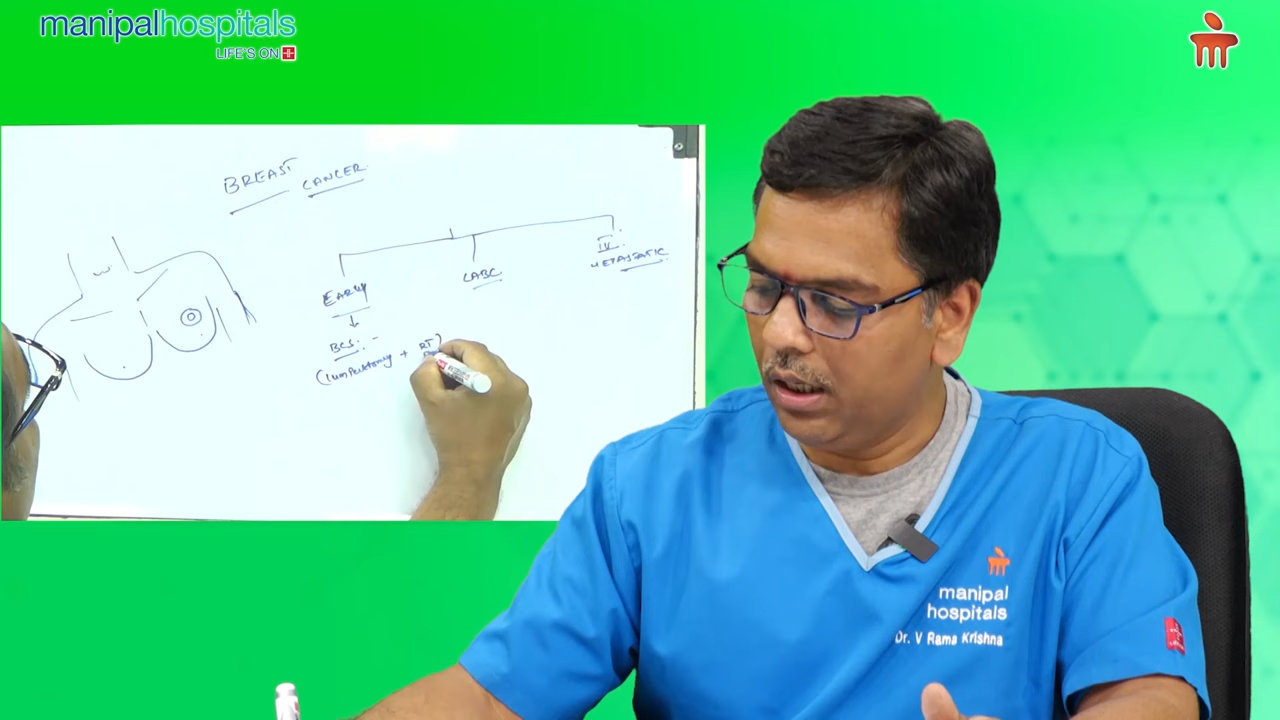 manipalhospitals
LIFE'S ON
BREAST CANCER
EARLY
LABC
IV
METASTATIC
BCS:-
(lumpectomy + RT)
manipal
hospitals
Dr. V Rama Krishna